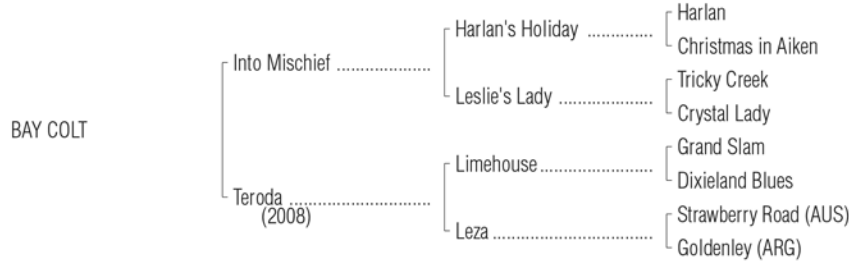 Harlan
Harlan's Holiday ..............
Christmas in Aiken
Into Mischief ....................
Tricky Creek
Leslie's Lady ....................
Crystal Lady
BAY COLT
Grand Slam
Limehouse........................
Dixieland Blues
Teroda ..............................
(2008)
Strawberry Road (AUS)
Leza ..................................
Goldenley (ARG)